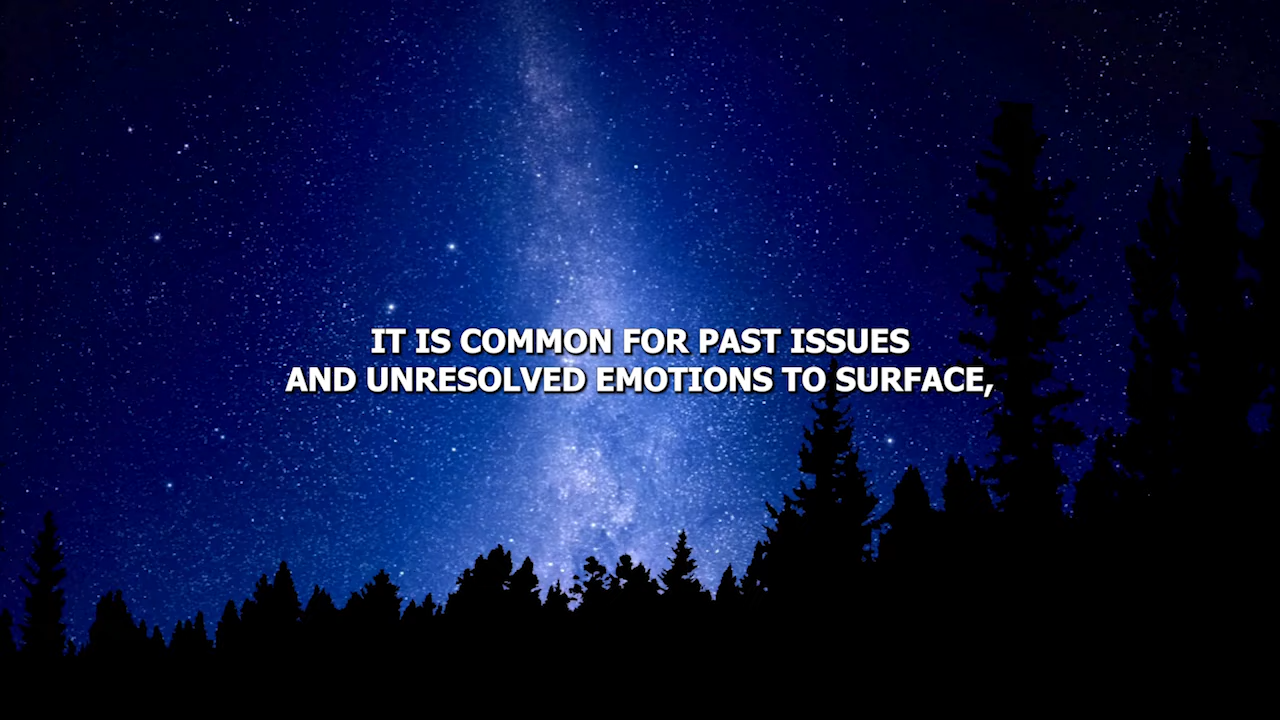 IT IS COMMON FOR PAST ISSUES
AND UNRESOLVED EMOTIONS TO SURFACE,